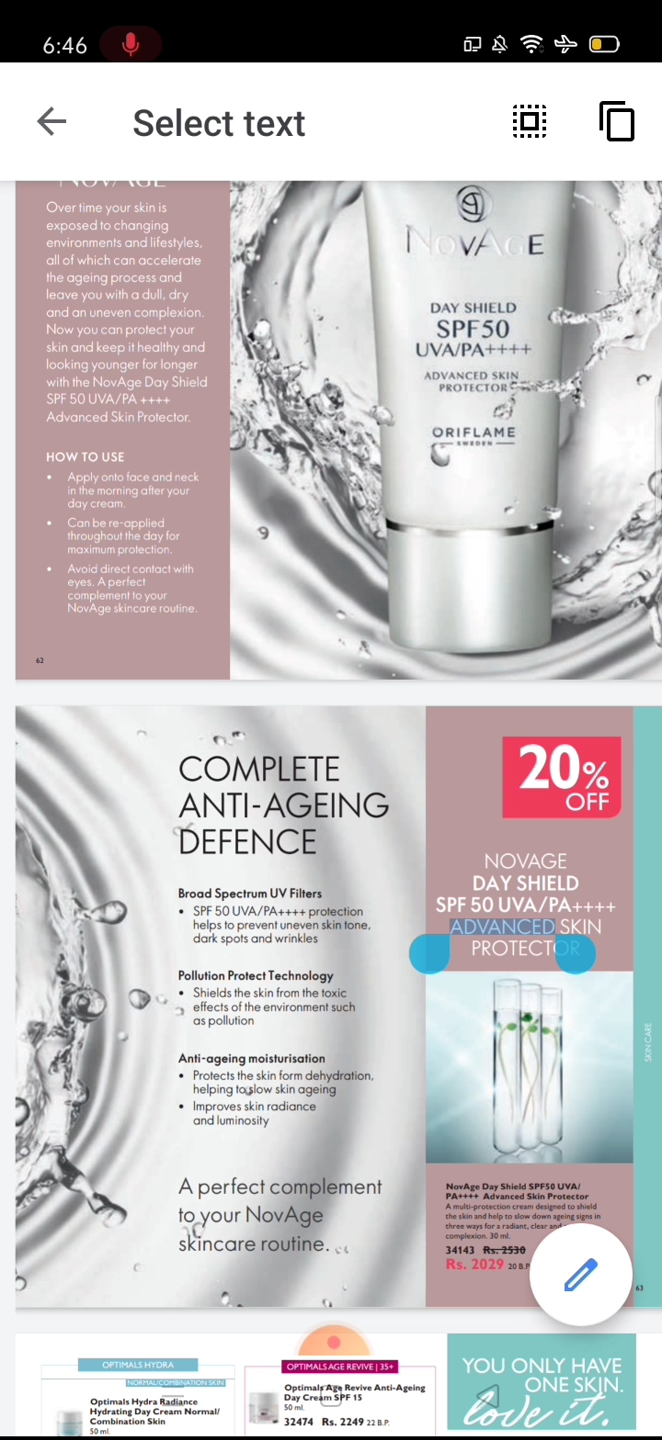 6:46
Select text
NOVAGE
Over time your skin is
exposed to changing
environments and lifestyles,
all of which can accelerate
the ageing process and
leave you with a dull, dry
and an uneven complexion.
Now you can protect your
skin and keep it healthy and
looking younger for longer
with the NovAge Day Shield
SPF 50 UVA/PA ++++
Advanced Skin Protector.
HOW TO USE
• Apply onto face and neck
in the morning after your
day cream.
• Can be re-applied
throughout the day for
maximum protection.
• Avoid direct contact with
eyes. A perfect
complement to your
NovAge skincare routine.
62
NOVAGE
DAY SHIELD
SPF50
UVA/PA++++
ADVANCED SKIN
PROTECTOR
ORIFLAME
SWEDEN
COMPLETE
ANTI-AGEING
DEFENCE
Broad Spectrum UV Filters
• SPF 50 UVA/PA++++ protection
helps to prevent uneven skin tone,
dark spots and wrinkles
Pollution Protect Technology
• Shields the skin from the toxic
effects of the environment such
as pollution
Anti-ageing moisturisation
• Protects the skin form dehydration,
helping to slow skin ageing
• Improves skin radiance
and luminosity
A perfect complement
to your NovAge
skincare routine.
20%
OFF
NOVAGE
DAY SHIELD
SPF 50 UVA/PA++++
ADVANCED SKIN
PROTECTOR
SKIN CARE
NovAge Day Shield SPF50 UVA/
PA++++ Advanced Skin Protector
A multi-protection cream designed to shield
the skin and help to slow down ageing signs in
three ways for a radiant, clear and
complexion. 30 ml.
34143 Rs. 2530
Rs. 2029 20 B.P.
63
OPTIMALS HYDRA
NORMAL/COMBINATION SKIN
Optimals Hydra Radiance
Hydrating Day Cream Normal/
Combination Skin
50 ml.
OPTIMALS AGE REVIVE | 35+
Optimals Age Revive Anti-Ageing
Day Cream SPF 15
50 ml.
32474 Rs. 2249 22 B.P.
YOU ONLY HAVE
ONE SKIN.
love it.